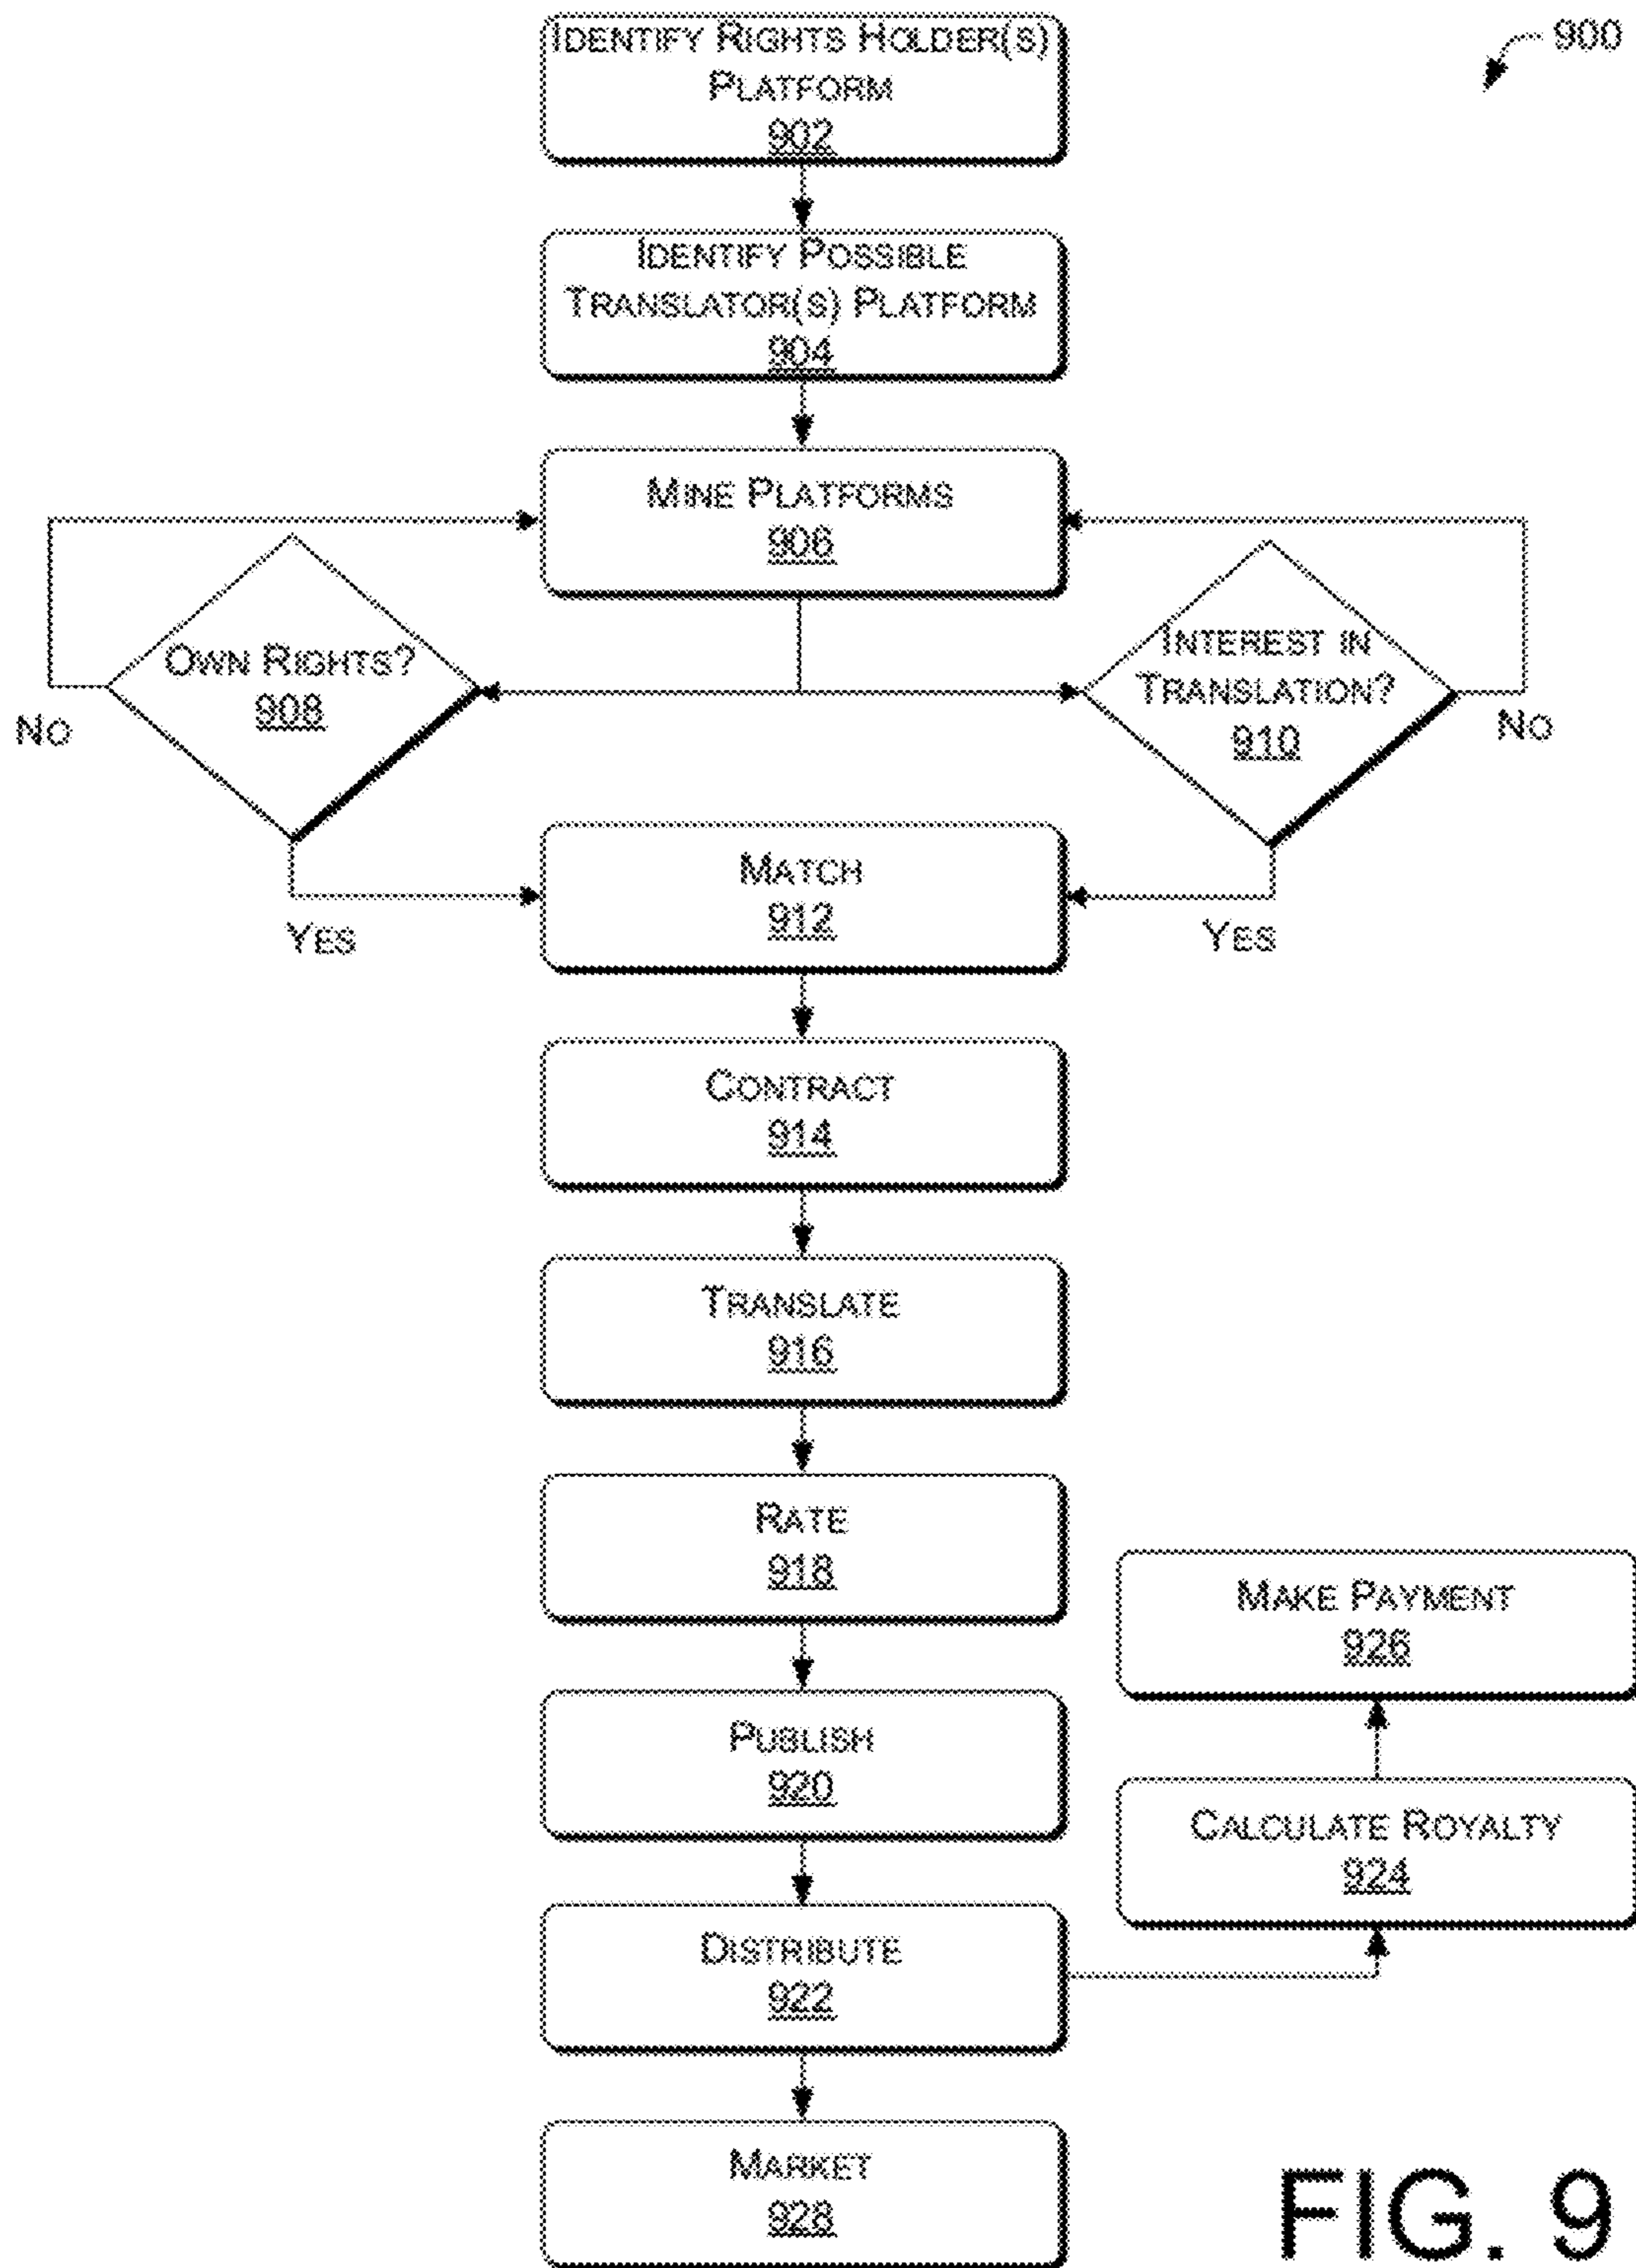 IDENTIFY RIGHTS HOLDER(S)
PLATFORM
902
900
IDENTIFY POSSIBLE
TRANSLATOR(S) PLATFORM
904
MINE PLATFORMS
906
OWN RIGHTS?
908
NO
INTEREST IN
TRANSLATION?
910
NO
MATCH
912
YES
YES
CONTRACT
914
TRANSLATE
916
RATE
918
MAKE PAYMENT
926
PUBLISH
920
CALCULATE ROYALTY
924
DISTRIBUTE
922
MARKET
928
FIG. 9